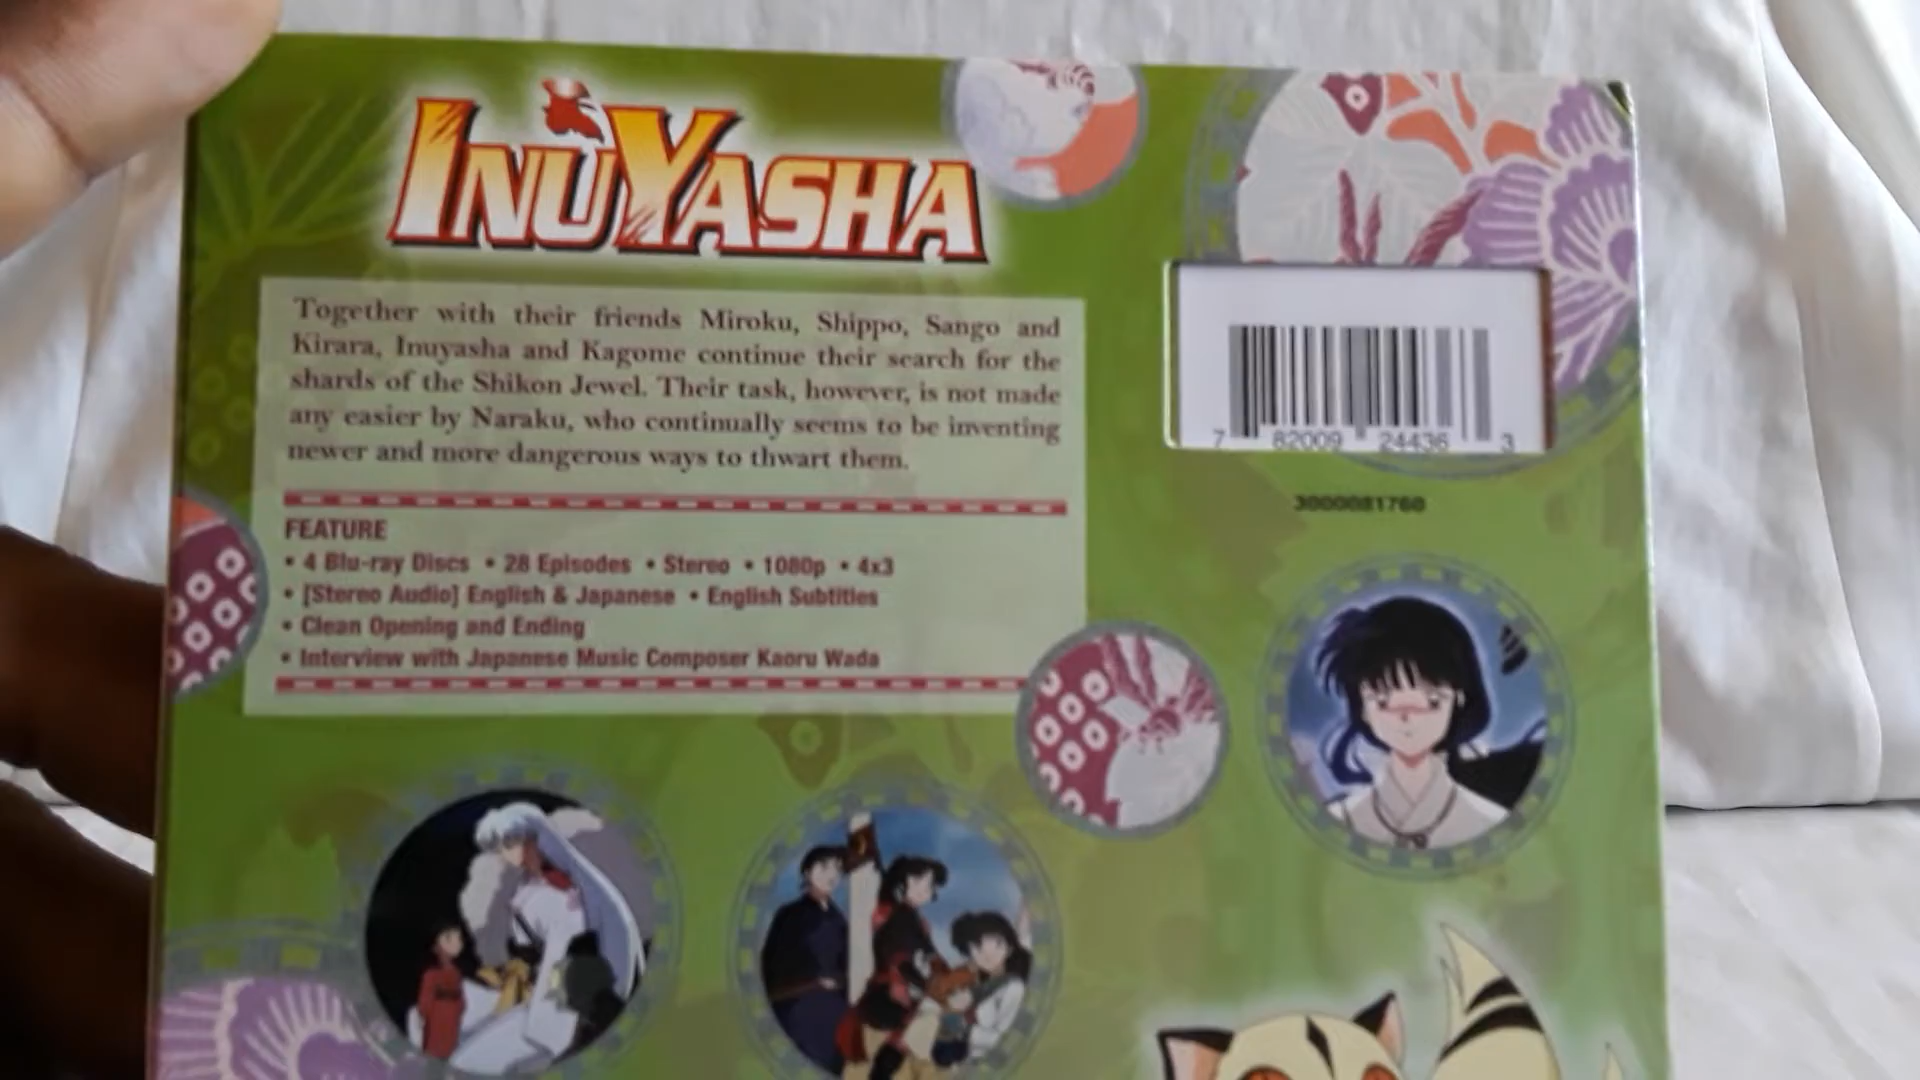 INUYASHA
Together with their friends Miroku, Shippo, Sango and
Kirara, Inuyasha and Kagome continue their search for the
shards of the Shikon Jewel. Their task, however, is not made
any easier by Naraku, who continually seems to be inventing
newer and more dangerous ways to thwart them.
FEATURE
• 4 Blu-ray Discs • 28 Episodes • Stereo • 1080p • 4x3
• [Stereo Audio] English & Japanese • English Subtitles
• Clean Opening and Ending
• Interview with Japanese Music Composer Kaoru Wada
7 82009 24436 3
3000081760